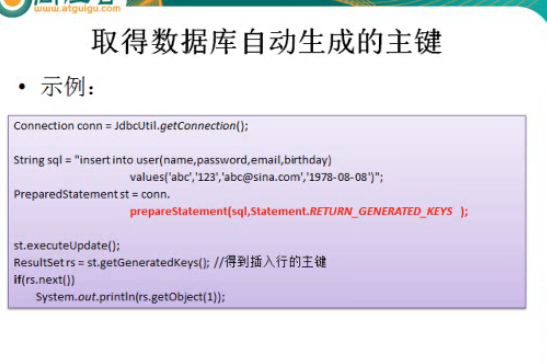 www.atguigu.com
取得数据库自动生成的主键
• 示例：
Connection conn = JdbcUtil.getConnection();
String sql = "insert into user(name,password,email,birthday)
values('abc','123','abc@sina.com','1978-08-08')";
PreparedStatement st = conn.
prepareStatement(sql,Statement.RETURN_GENERATED_KEYS );
st.executeUpdate();
ResultSet rs = st.getGeneratedKeys(); //得到插入行的主键
if(rs.next())
System.out.println(rs.getObject(1));